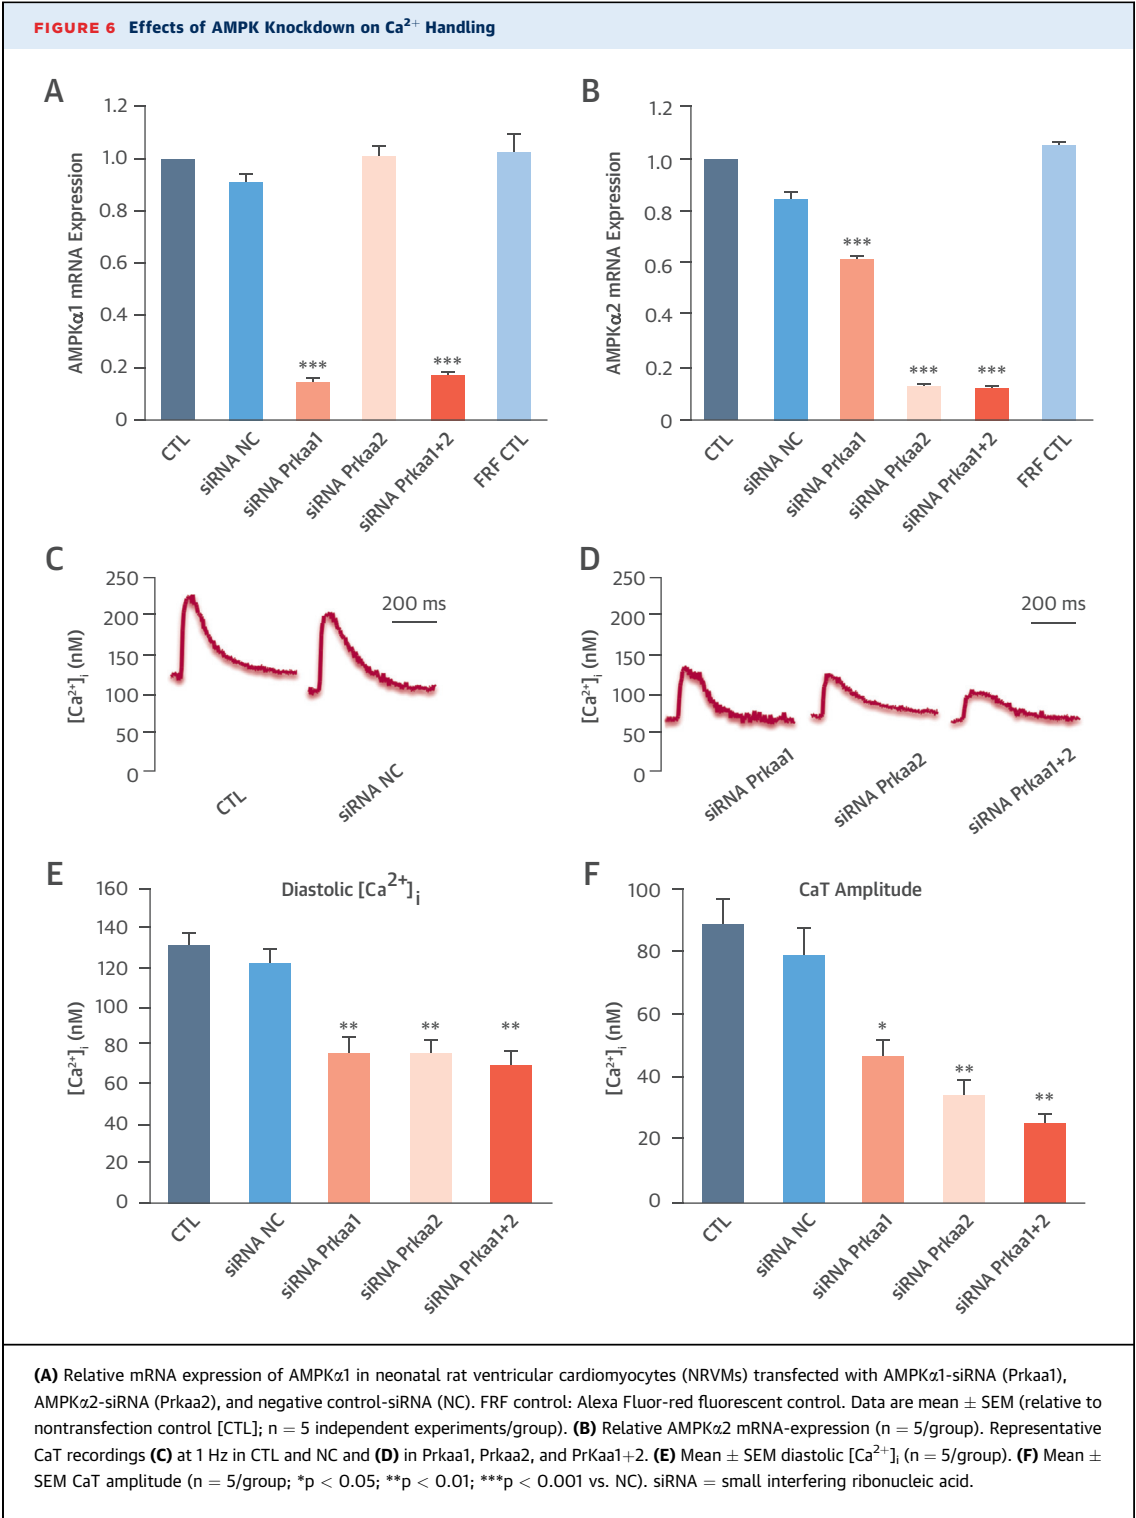 FIGURE 6 Effects of AMPK Knockdown on Ca²⁺ Handling
A
B
1.2
1.0
0.8
0.6
0.4
0.2
0
AMPKα1 mRNA Expression
***
***
CTL
siRNA NC
siRNA Prkaa1
siRNA Prkaa2
siRNA Prkaa1+2
FRF CTL
1.2
1.0
0.8
0.6
0.4
0.2
0
AMPKα2 mRNA Expression
***
***
***
CTL
siRNA NC
siRNA Prkaa1
siRNA Prkaa2
siRNA Prkaa1+2
FRF CTL
C
250
200
150
100
50
0
[Ca²⁺]i (nM)
200 ms
CTL
siRNA NC
D
250
200
150
100
50
0
[Ca²⁺]i (nM)
200 ms
siRNA Prkaa1
siRNA Prkaa2
siRNA Prkaa1+2
E
Diastolic [Ca²⁺]i
160
140
120
100
80
60
40
20
0
[Ca²⁺]i (nM)
**
**
**
CTL
siRNA NC
siRNA Prkaa1
siRNA Prkaa2
siRNA Prkaa1+2
F
CaT Amplitude
100
80
60
40
20
0
[Ca²⁺]i (nM)
*
**
**
CTL
siRNA NC
siRNA Prkaa1
siRNA Prkaa2
siRNA Prkaa1+2
(A) Relative mRNA expression of AMPKα1 in neonatal rat ventricular cardiomyocytes (NRVMs) transfected with AMPKα1-siRNA (Prkaa1),
AMPKα2-siRNA (Prkaa2), and negative control-siRNA (NC). FRF control: Alexa Fluor-red fluorescent control. Data are mean ± SEM (relative to
nontransfection control [CTL]; n = 5 independent experiments/group). (B) Relative AMPKα2 mRNA-expression (n = 5/group). Representative
CaT recordings (C) at 1 Hz in CTL and NC and (D) in Prkaa1, Prkaa2, and PrKaa1+2. (E) Mean ± SEM diastolic [Ca²⁺]i (n = 5/group). (F) Mean ±
SEM CaT amplitude (n = 5/group; *p < 0.05; **p < 0.01; ***p < 0.001 vs. NC). siRNA = small interfering ribonucleic acid.